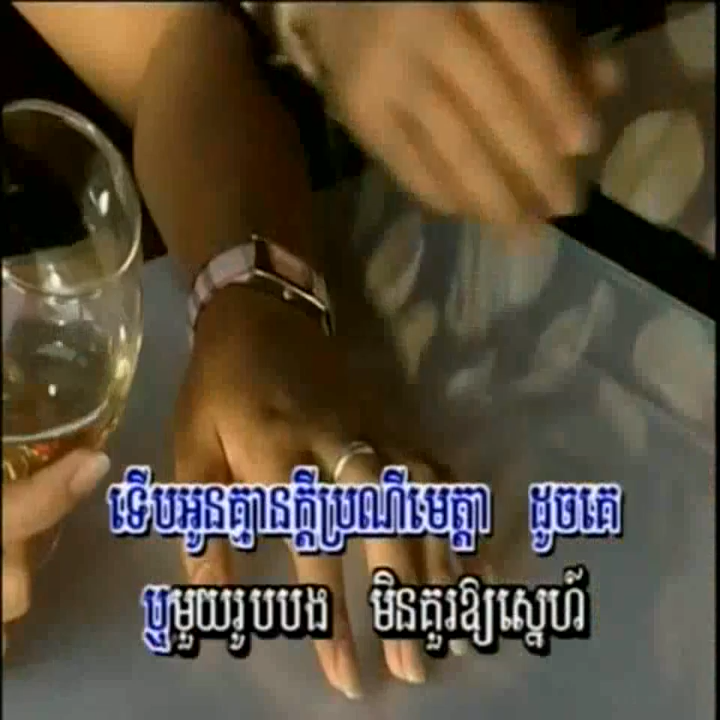 ទើបអូនគ្មានក្ដីប្រណីមេត្តា ដូចគេ
ឬមួយរូបបង មិនគួរឱ្យស្នេហ៍